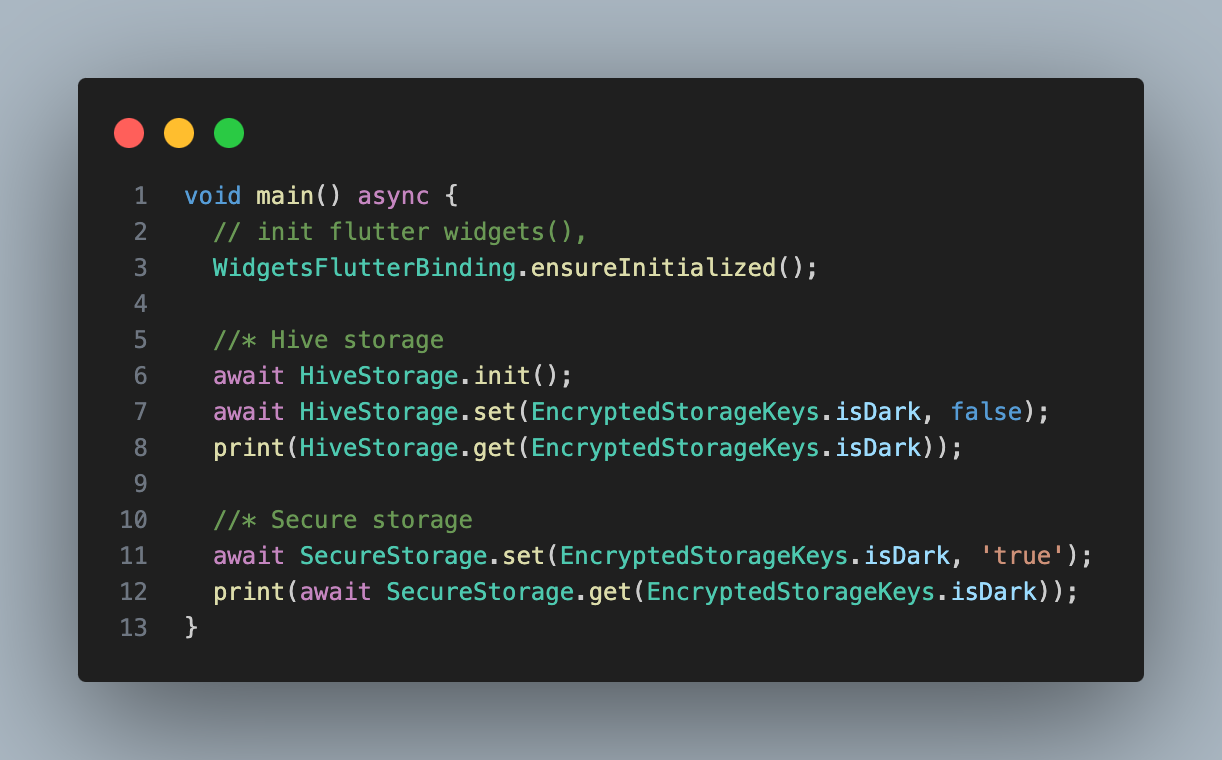 1 void main() async {
2 // init flutter widgets(),
3 WidgetsFlutterBinding.ensureInitialized();
4
5 //* Hive storage
6 await HiveStorage.init();
7 await HiveStorage.set(EncryptedStorageKeys.isDark, false);
8 print(HiveStorage.get(EncryptedStorageKeys.isDark));
9
10 //* Secure storage
11 await SecureStorage.set(EncryptedStorageKeys.isDark, 'true');
12 print(await SecureStorage.get(EncryptedStorageKeys.isDark));
13 }